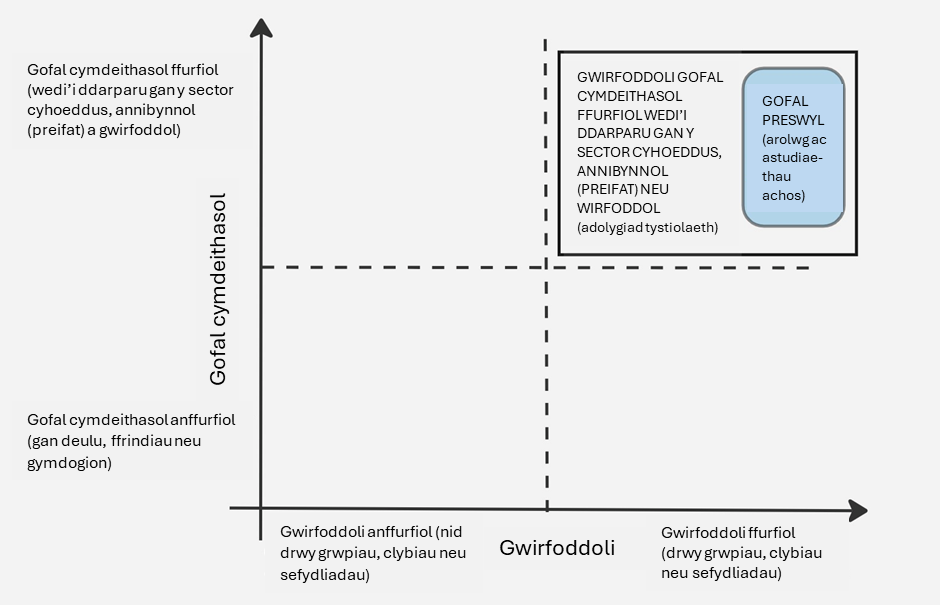 Gofal cymdeithasol ffurfiol
(wedi'i ddarparu gan y sector
cyhoeddus, annibynnol
(preifat) a gwirfoddol)
GWIRFODDOLI GOFAL
CYMDEITHASOL
FFURFIOL WEDI'I
DDARPARU GAN Y
SECTOR CYHOEDDUS,
ANNIBYNNOL
(PREIFAT) NEU
WIRFODDOL
(adolygiad tystiolaeth)
GOFAL
PRESWYL
(arolwg ac
astudiae-
thau
achos)
Gofal cymdeithasol
Gofal cymdeithasol anffurfiol
(gan deulu, ffrindiau neu
gymdogion)
Gwirfoddoli anffurfiol (nid
drwy grwpiau, clybiau neu
sefydliadau)
Gwirfoddoli
Gwirfoddoli ffurfiol
(drwy grwpiau, clybiau
neu sefydliadau)